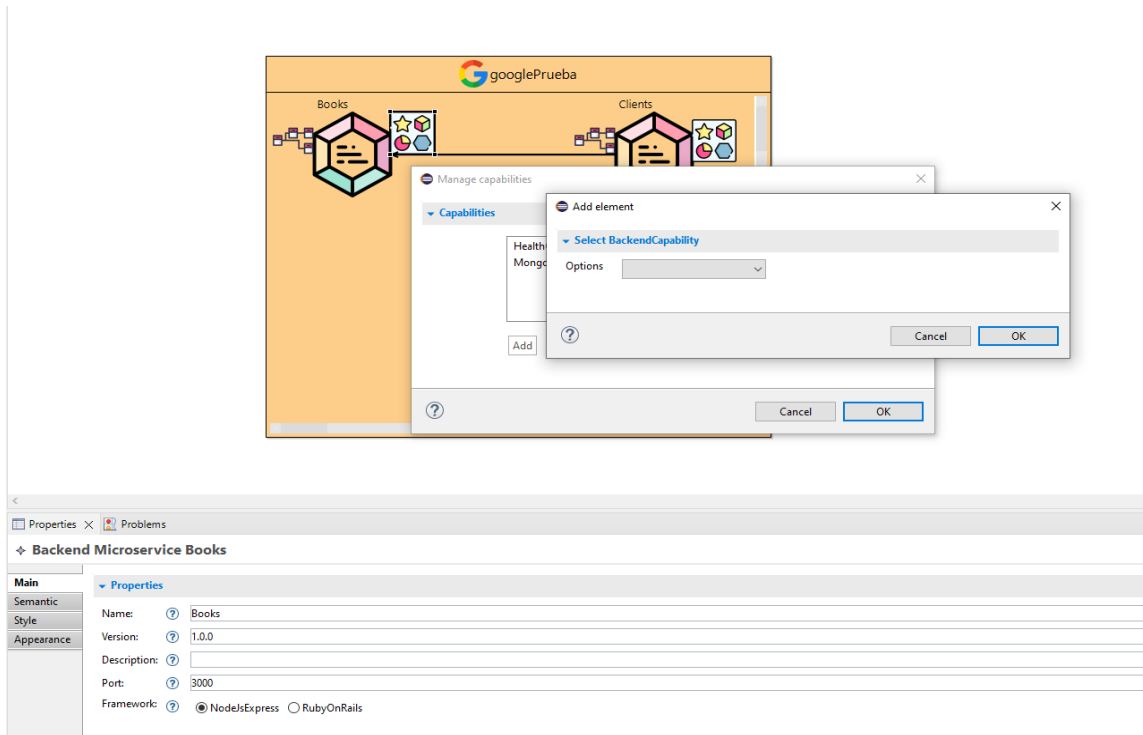 googlePrueba
Books
Clients
Manage capabilities
Capabilities
Add element
Select BackendCapability
Options
Cancel
OK
Add
Cancel
OK
Properties
Problems
Backend Microservice Books
Main
Semantic
Style
Appearance
Properties
Name:
Books
Version:
1.0.0
Description:
Port:
3000
Framework:
NodeJsExpress
RubyOnRails